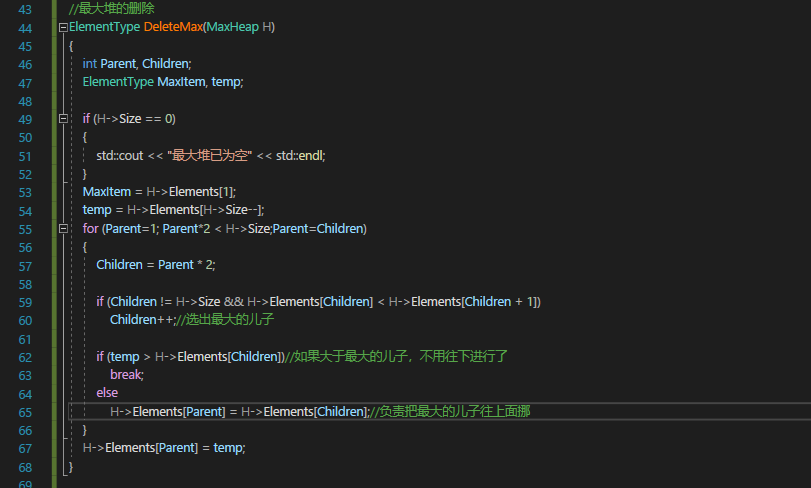 43 //最大堆的删除
44 ElementType DeleteMax(MaxHeap H)
45 {
46 int Parent, Children;
47 ElementType MaxItem, temp;
48
49 if (H->Size == 0)
50 {
51 std::cout << "最大堆已为空" << std::endl;
52 }
53 MaxItem = H->Elements[1];
54 temp = H->Elements[H->Size--];
55 for (Parent=1; Parent*2 < H->Size;Parent=Children)
56 {
57 Children = Parent * 2;
58
59 if (Children != H->Size && H->Elements[Children] < H->Elements[Children + 1])
60 Children++;//选出最大的儿子
61
62 if (temp > H->Elements[Children])//如果大于最大的儿子，不用往下进行了
63 break;
64 else
65 H->Elements[Parent] = H->Elements[Children];//负责把最大的儿子往上面挪
66 }
67 H->Elements[Parent] = temp;
68 }
69